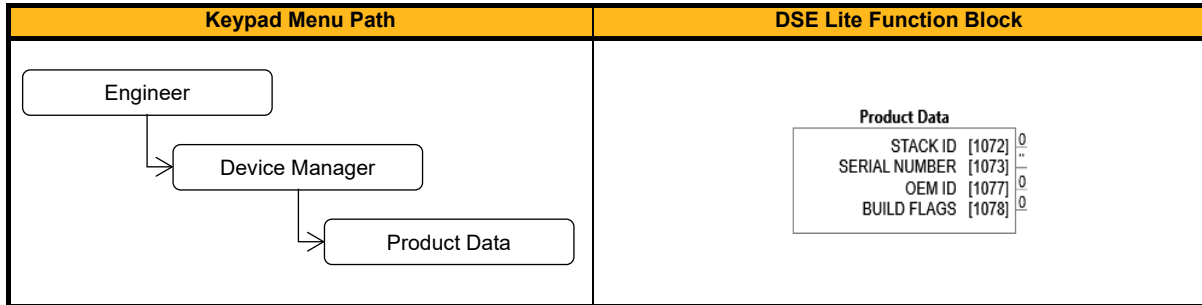 Keypad Menu Path
DSE Lite Function Block
Engineer
Device Manager
Product Data
Product Data
STACK ID [1072] 0
SERIAL NUMBER [1073] "
OEM ID [1077] 0
BUILD FLAGS [1078] 0